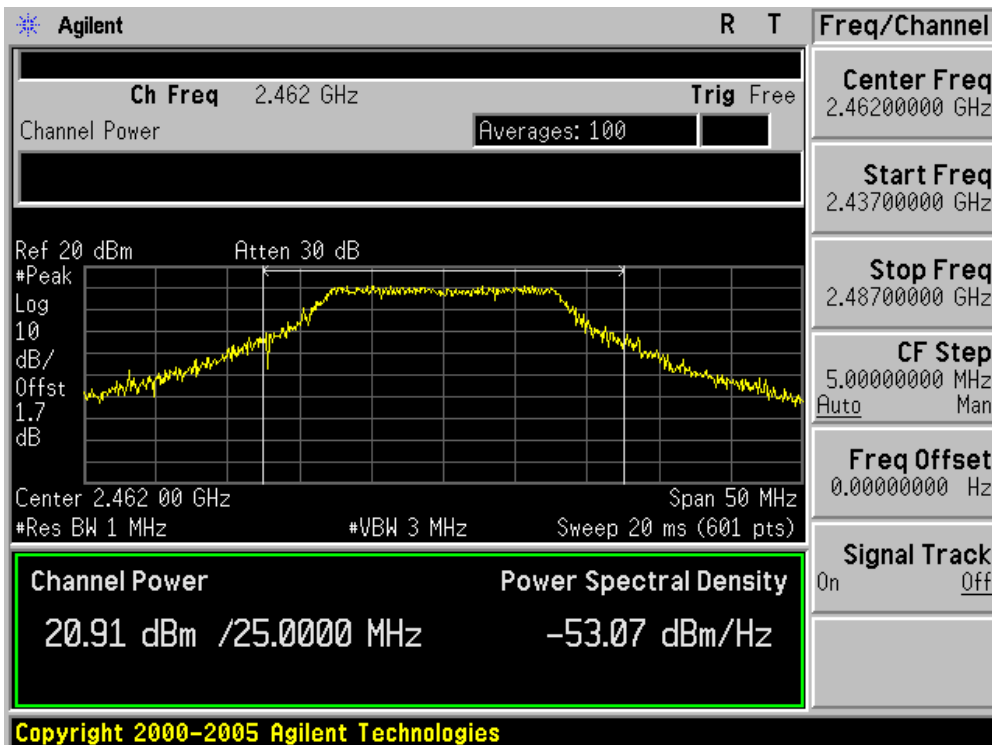 Agilent R T
Freq/Channel
Ch Freq 2.462 GHz Trig Free
Channel Power Averages: 100
Ref 20 dBm Atten 30 dB
#Peak
Log
10
dB/
Offst
1.7
dB
Center 2.462 00 GHz Span 50 MHz
#Res BW 1 MHz #VBW 3 MHz Sweep 20 ms (601 pts)
Channel Power Power Spectral Density
20.91 dBm /25.0000 MHz -53.07 dBm/Hz
Copyright 2000-2005 Agilent Technologies
Center Freq
2.46200000 GHz
Start Freq
2.43700000 GHz
Stop Freq
2.48700000 GHz
CF Step
5.00000000 MHz
Auto Man
Freq Offset
0.00000000 Hz
Signal Track
On Off